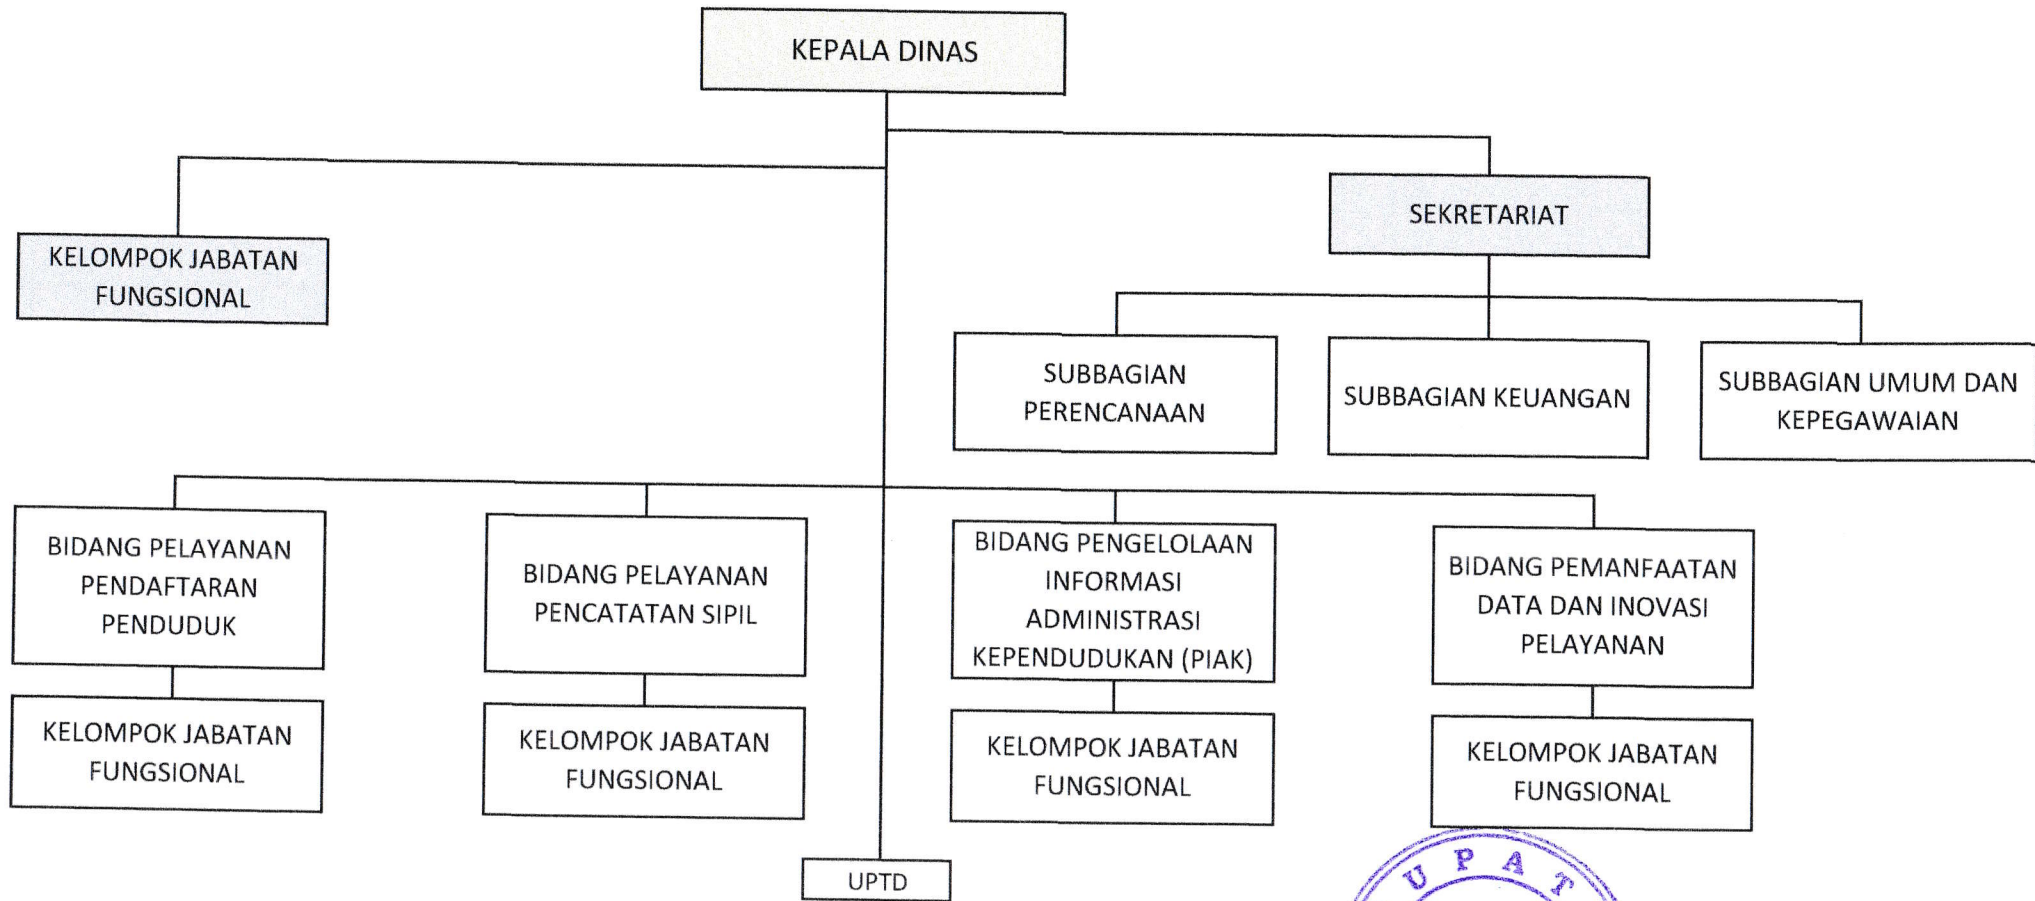 KEPALA DINAS
SEKRETARIAT
KELOMPOK JABATAN
FUNGSIONAL
SUBBAGIAN
PERENCANAAN
SUBBAGIAN KEUANGAN
SUBBAGIAN UMUM DAN
KEPEGAWAIAN
BIDANG PELAYANAN
PENDAFTARAN
PENDUDUK
BIDANG PELAYANAN
PENCATATAN SIPIL
BIDANG PENGELOLAAN
INFORMASI
ADMINISTRASI
KEPENDUDUKAN (PIAK)
BIDANG PEMANFAATAN
DATA DAN INOVASI
PELAYANAN
KELOMPOK JABATAN
FUNGSIONAL
KELOMPOK JABATAN
FUNGSIONAL
KELOMPOK JABATAN
FUNGSIONAL
KELOMPOK JABATAN
FUNGSIONAL
UPTD
UPAT